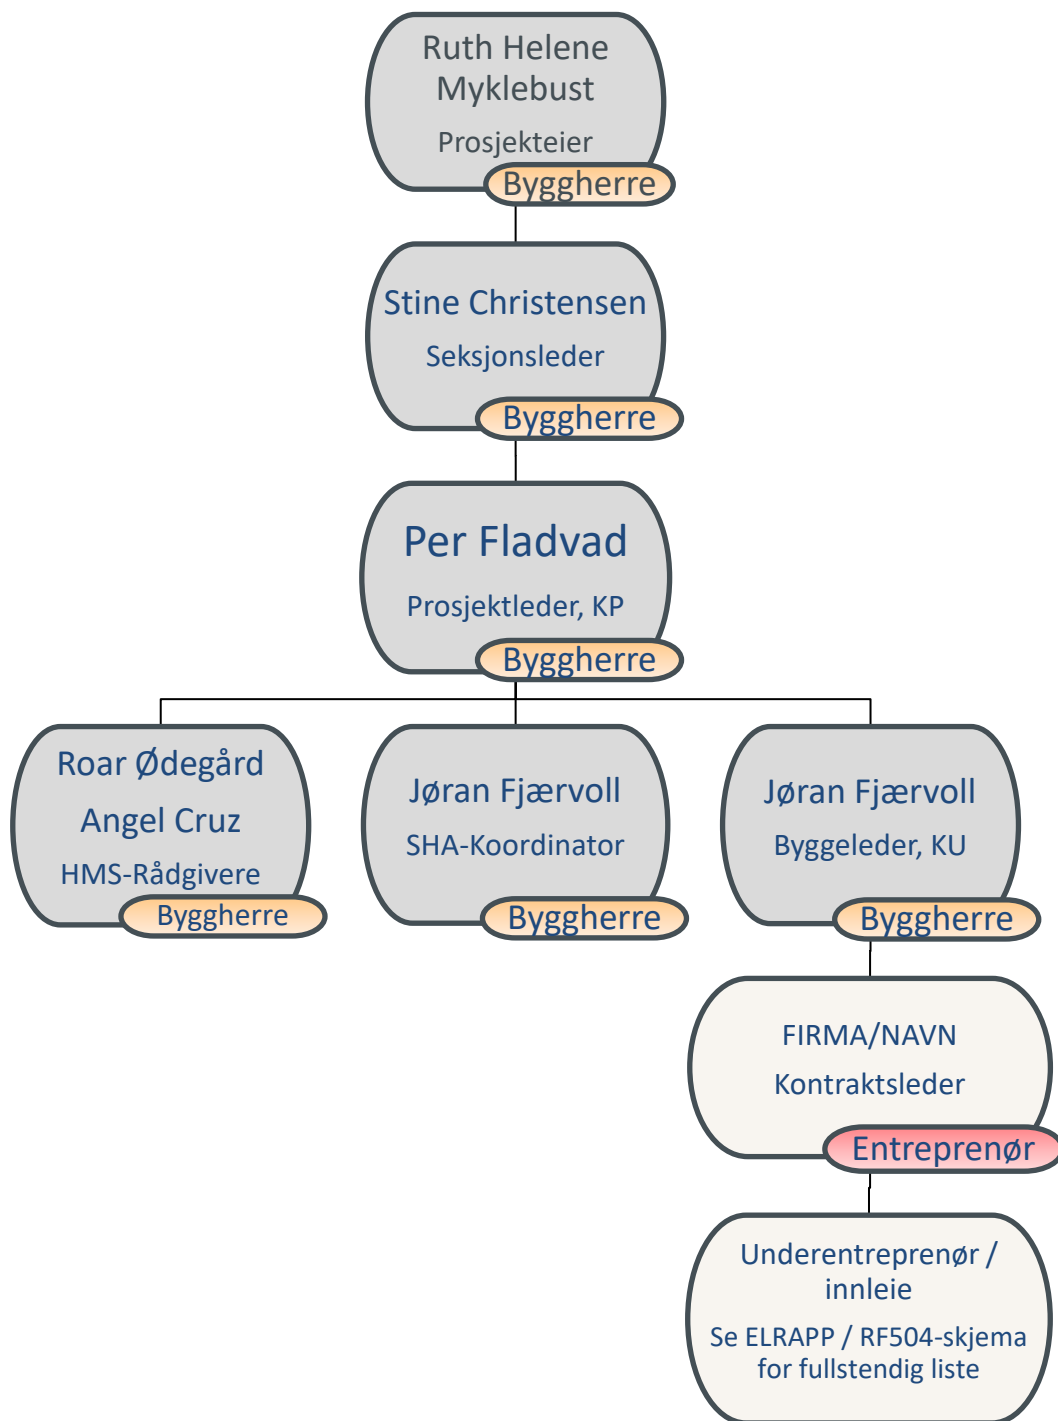 Ruth Helene
Myklebust
Prosjekteier
Byggherre
Stine Christensen
Seksjonsleder
Byggherre
Per Fladvad
Prosjektleder, KP
Byggherre
Roar Ødegård
Angel Cruz
HMS-Rådgivere
Byggherre
Jøran Fjærvoll
SHA-Koordinator
Byggherre
Jøran Fjærvoll
Byggeleder, KU
Byggherre
FIRMA/NAVN
Kontraktsleder
Entreprenør
Underentreprenør /
innleie
Se ELRAPP / RF504-skjema
for fullstendig liste